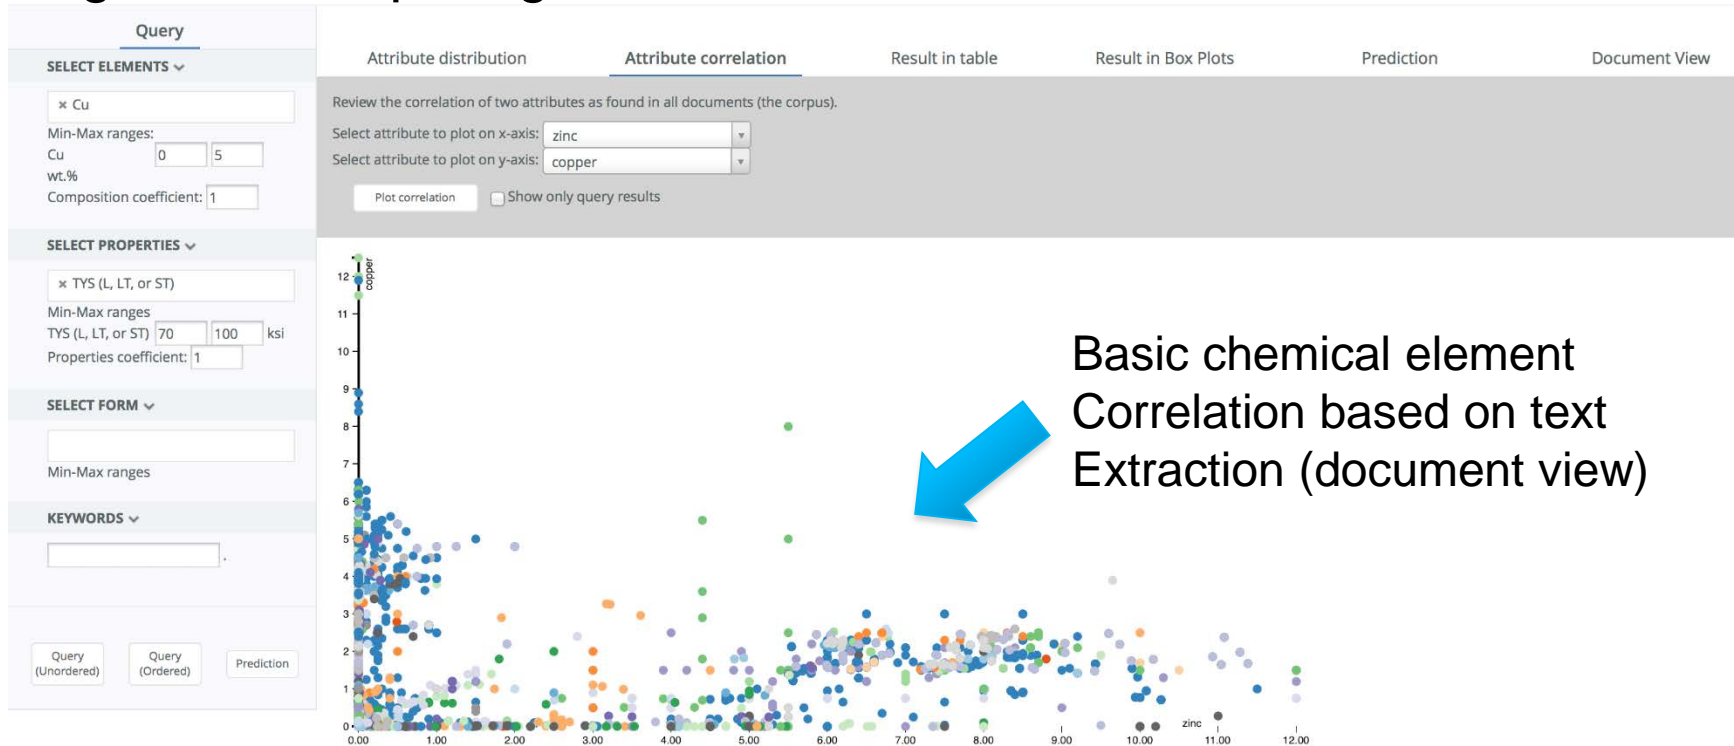 Query
SELECT ELEMENTS
× Cu
Min-Max ranges:
Cu 0 5
wt.%
Composition coefficient: 1
SELECT PROPERTIES
× TYS (L, LT, or ST)
Min-Max ranges
TYS (L, LT, or ST) 70 100 ksi
Properties coefficient: 1
SELECT FORM
Min-Max ranges
KEYWORDS
.
Query (Unordered)
Query (Ordered)
Prediction
Attribute distribution Attribute correlation Result in table Result in Box Plots Prediction Document View
Review the correlation of two attributes as found in all documents (the corpus).
Select attribute to plot on x-axis: zinc
Select attribute to plot on y-axis: copper
Plot correlation Show only query results
copper
12
11
10
9
8
7
6
5
4
3
2
1
0
zinc
0.00 1.00 2.00 3.00 4.00 5.00 6.00 7.00 8.00 9.00 10.00 11.00 12.00
Basic chemical element
Correlation based on text
Extraction (document view)